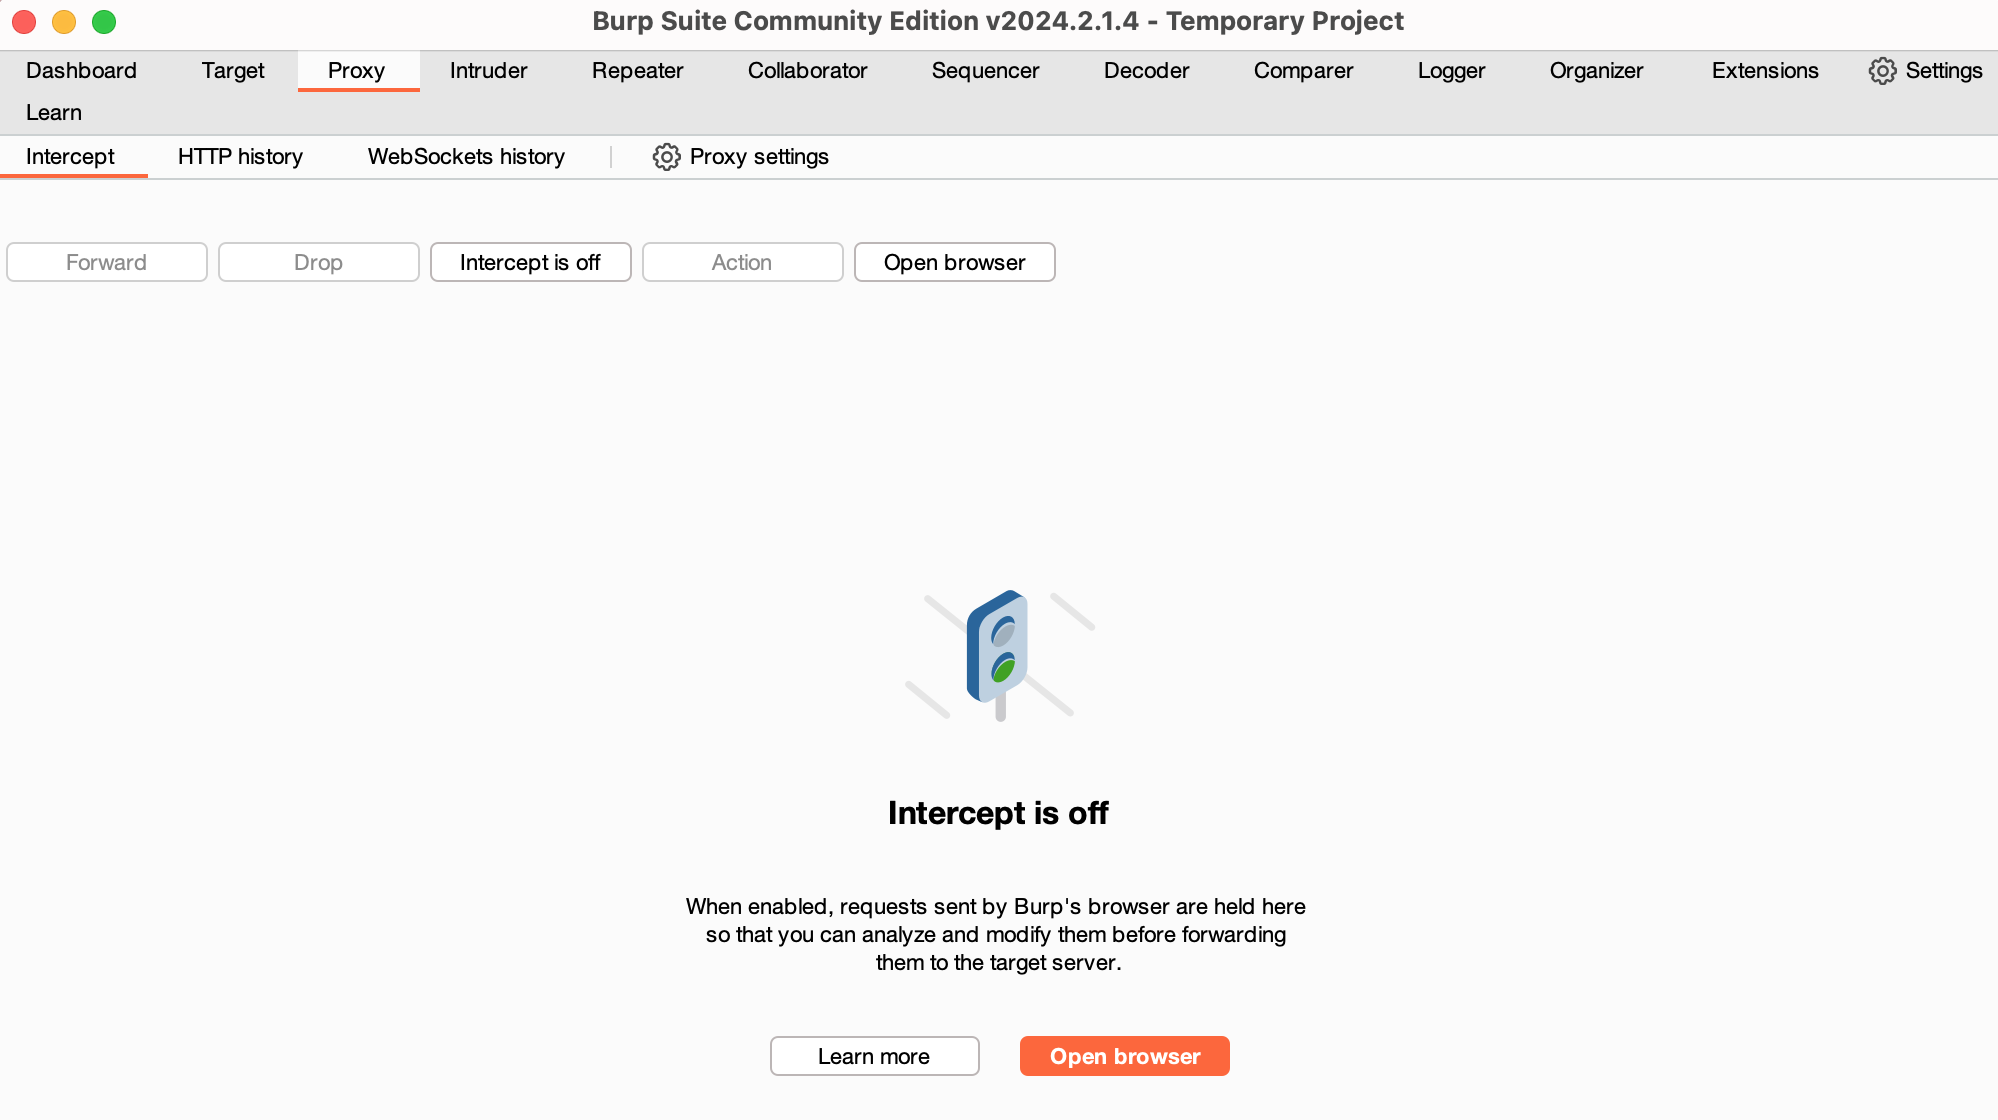 Burp Suite Community Edition v2024.2.1.4 - Temporary Project
Dashboard Target Proxy Intruder Repeater Collaborator Sequencer Decoder Comparer Logger Organizer Extensions Settings
Learn
Intercept HTTP history WebSockets history Proxy settings
Forward Drop Intercept is off Action Open browser
Intercept is off
When enabled, requests sent by Burp's browser are held here
so that you can analyze and modify them before forwarding
them to the target server.
Learn more Open browser